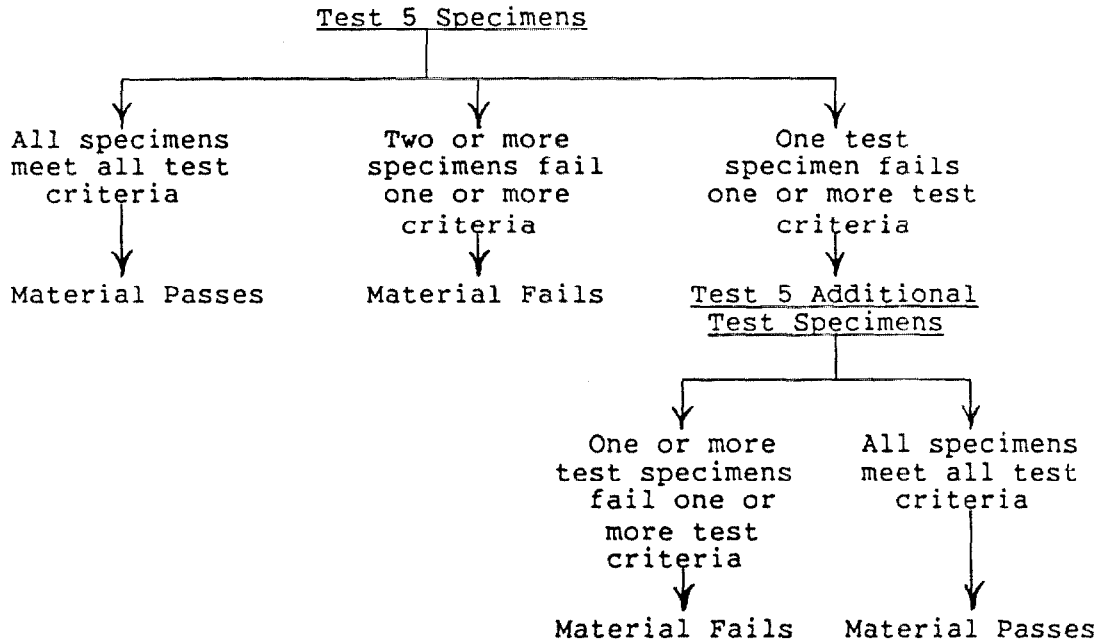 Test 5 Specimens
All specimens
meet all test
criteria
Material Passes
Two or more
specimens fail
one or more
criteria
Material Fails
One test
specimen fails
one or more test
criteria
Test 5 Additional
Test Specimens
One or more
test specimens
fail one or
more test
criteria
Material Fails
All specimens
meet all test
criteria
Material Passes